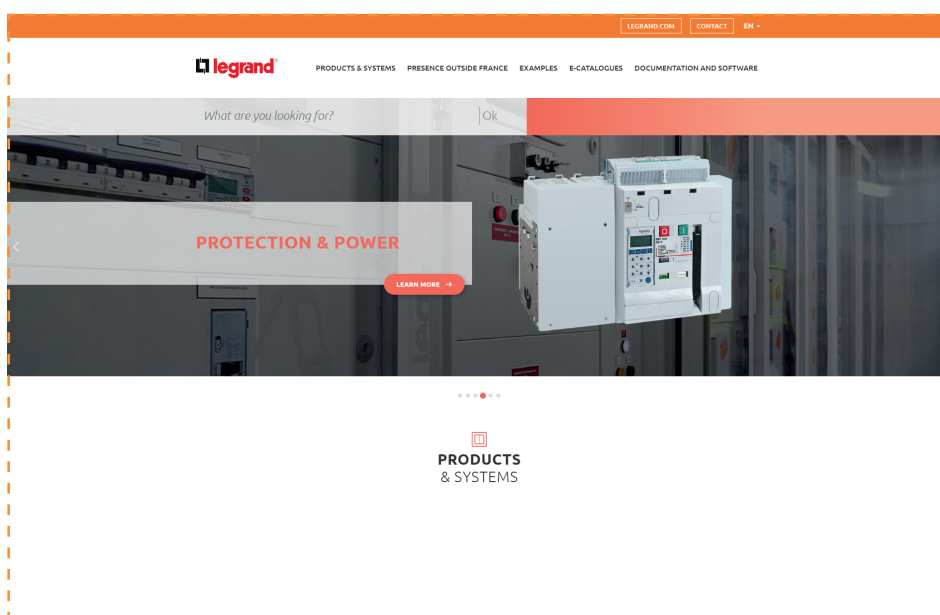 LEGRAND.COM CONTACT EN
legrand
PRODUCTS & SYSTEMS PRESENCE OUTSIDE FRANCE EXAMPLES E-CATALOGUES DOCUMENTATION AND SOFTWARE
What are you looking for? Ok
PROTECTION & POWER
LEARN MORE →
PRODUCTS
& SYSTEMS